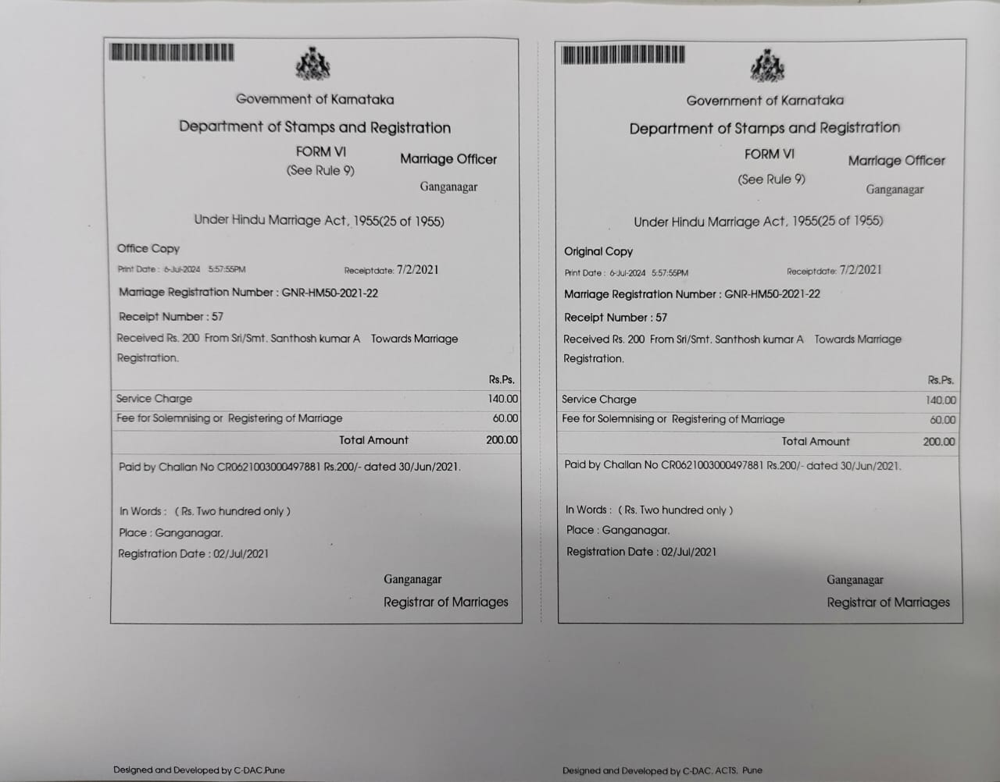 Government of Karnataka
Department of Stamps and Registration
FORM VI
(See Rule 9)
Marriage Officer
Ganganagar
Under Hindu Marriage Act, 1955(25 of 1955)
Office Copy
Print Date : 6-Jul-2024 5:57:55PM Receiptdate: 7/2/2021
Marriage Registration Number : GNR-HM50-2021-22
Receipt Number : 57
Received Rs. 200 From Sri/Smt. Santhosh kumar A Towards Marriage
Registration.
Rs.Ps.
Service Charge 140.00
Fee for Solemnising or Registering of Marriage 60.00
Total Amount 200.00
Paid by Challan No CR0621003000497881 Rs.200/- dated 30/Jun/2021.
In Words : ( Rs. Two hundred only )
Place : Ganganagar.
Registration Date : 02/Jul/2021
Ganganagar
Registrar of Marriages
Designed and Developed by C-DAC,Pune
Government of Karnataka
Department of Stamps and Registration
FORM VI
(See Rule 9)
Marriage Officer
Ganganagar
Under Hindu Marriage Act, 1955(25 of 1955)
Original Copy
Print Date : 6-Jul-2024 5:57:55PM Receiptdate: 7/2/2021
Marriage Registration Number : GNR-HM50-2021-22
Receipt Number : 57
Received Rs. 200 From Sri/Smt. Santhosh kumar A Towards Marriage
Registration.
Rs.Ps.
Service Charge 140.00
Fee for Solemnising or Registering of Marriage 60.00
Total Amount 200.00
Paid by Challan No CR0621003000497881 Rs.200/- dated 30/Jun/2021.
In Words : ( Rs. Two hundred only )
Place : Ganganagar.
Registration Date : 02/Jul/2021
Ganganagar
Registrar of Marriages
Designed and Developed by C-DAC, ACTS, Pune